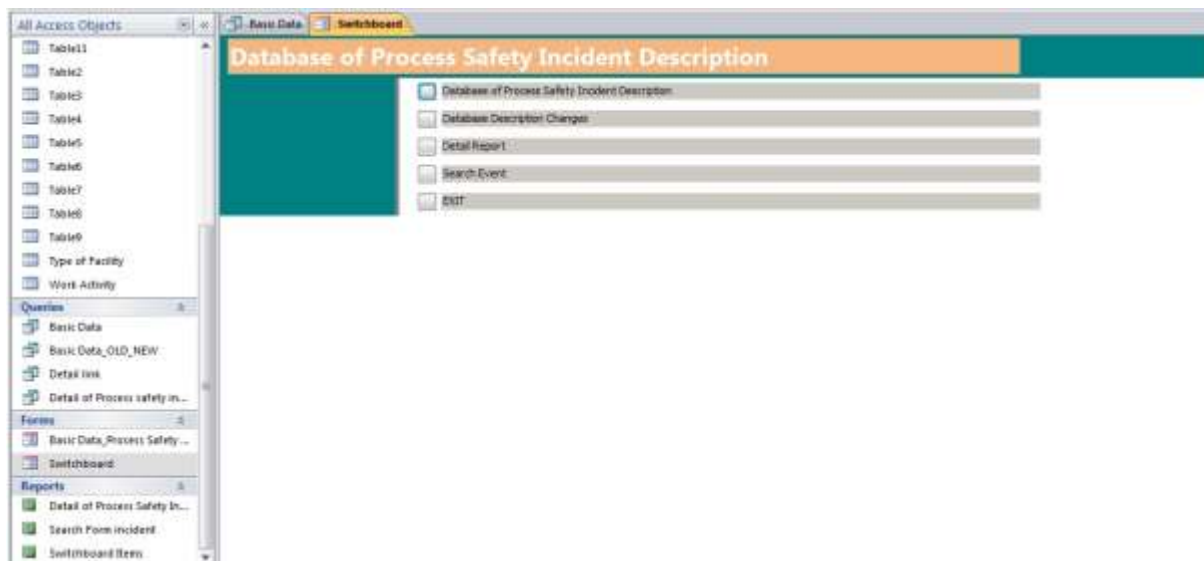 All Access Objects
Table11
Table2
Table3
Table4
Table5
Table6
Table7
Table8
Table9
Type of Facility
Work Activity
Queries
Basic Data
Basic Data_OLD_NEW
Detail link
Detail of Process safety in...
Forms
Basic Data_Process Safety ...
Switchboard
Reports
Detail of Process Safety In...
Search Form incident
Switchboard Items
Basic Data
Switchboard
Database of Process Safety Incident Description
Database of Process Safety Incident Description
Database Description Changes
Detail Report
Search Event
EXIT